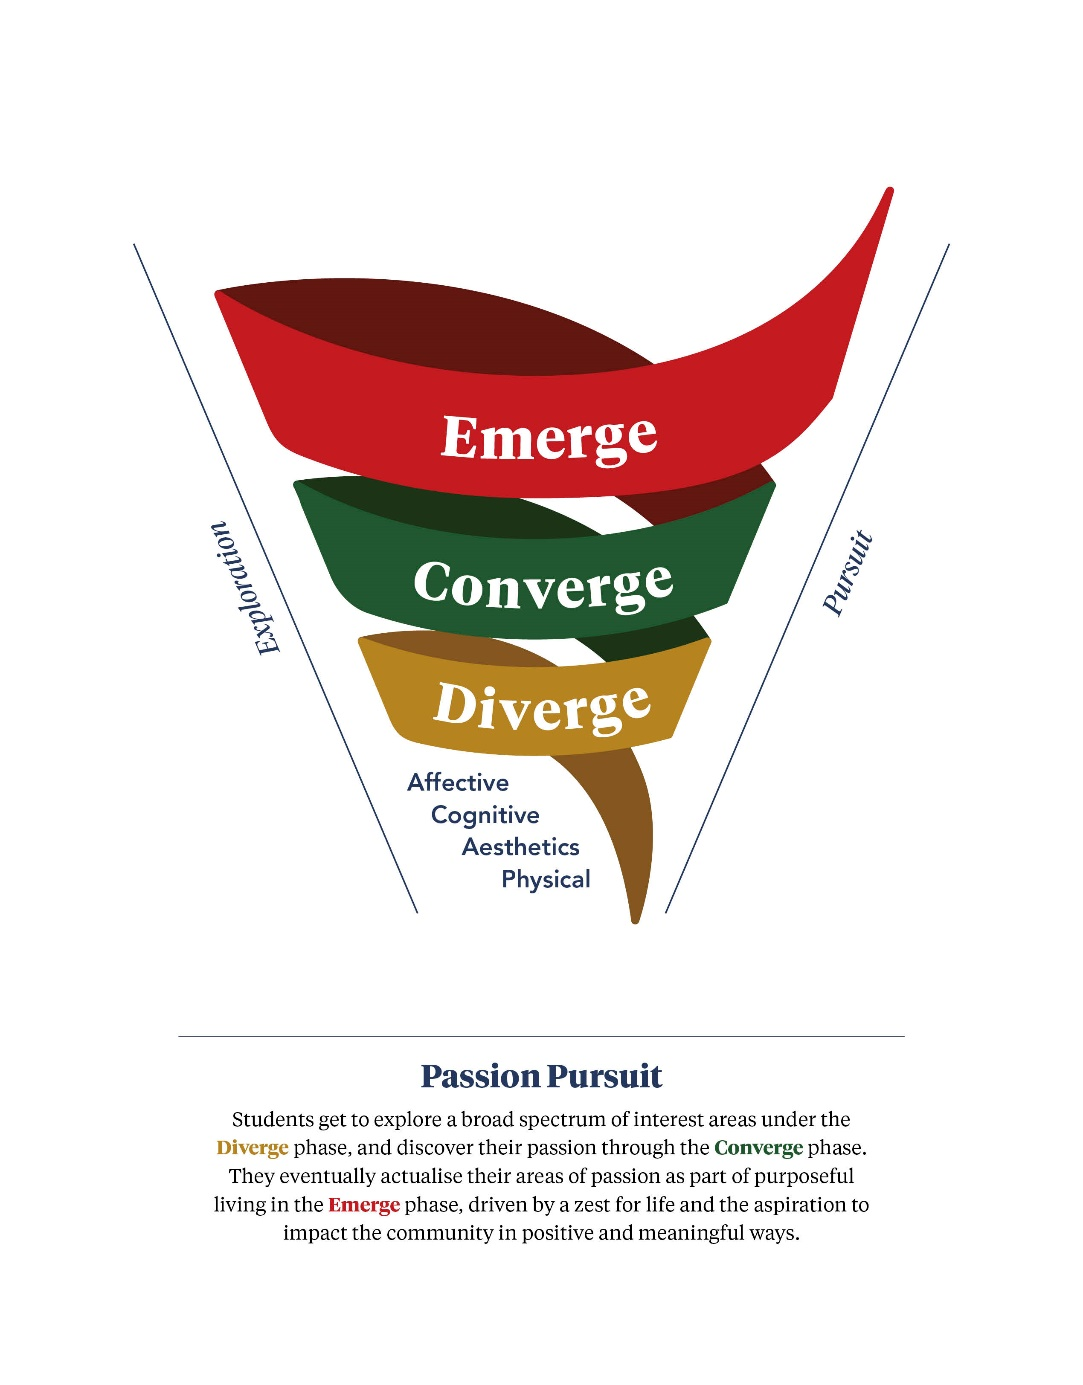 Emerge
Converge
Diverge
Exploration
Pursuit
Affective
Cognitive
Aesthetics
Physical
Passion Pursuit
Students get to explore a broad spectrum of interest areas under the
Diverge phase, and discover their passion through the Converge phase.
They eventually actualise their areas of passion as part of purposeful
living in the Emerge phase, driven by a zest for life and the aspiration to
impact the community in positive and meaningful ways.